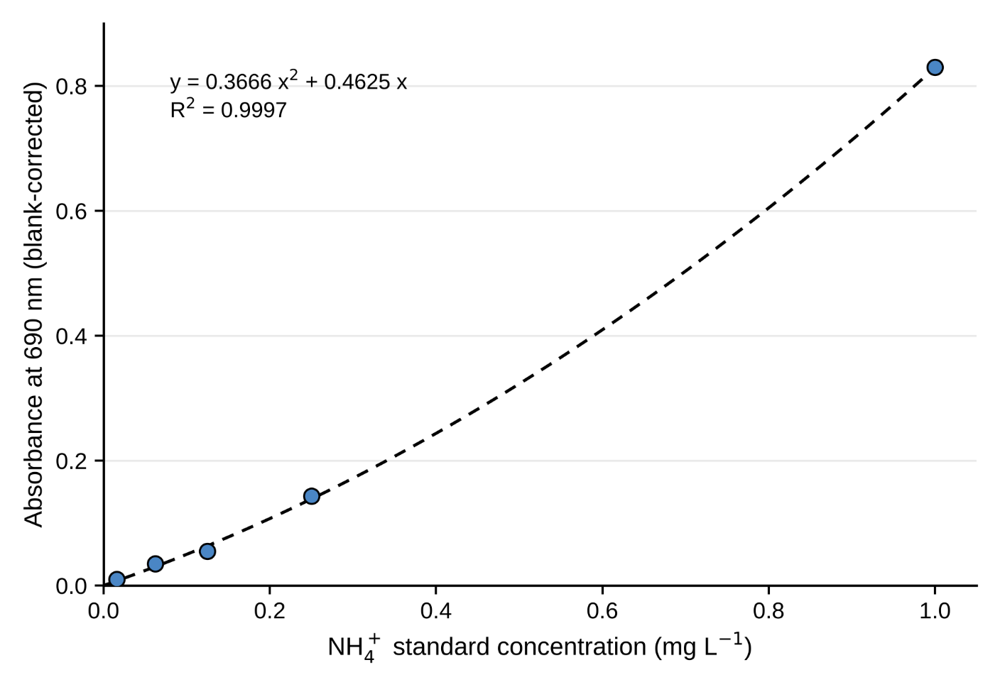 y = 0.3666 x² + 0.4625 x
R² = 0.9997
Absorbance at 690 nm (blank-corrected)
0.8
0.6
0.4
0.2
0.0
0.0 0.2 0.4 0.6 0.8 1.0
NH₄⁺ standard concentration (mg L⁻¹)